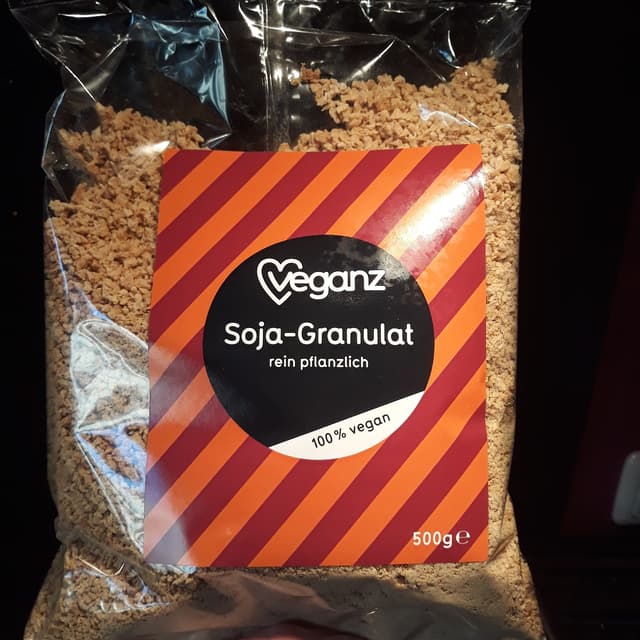 Veganz
Soja-Granulat
rein pflanzlich
100% vegan
500g℮